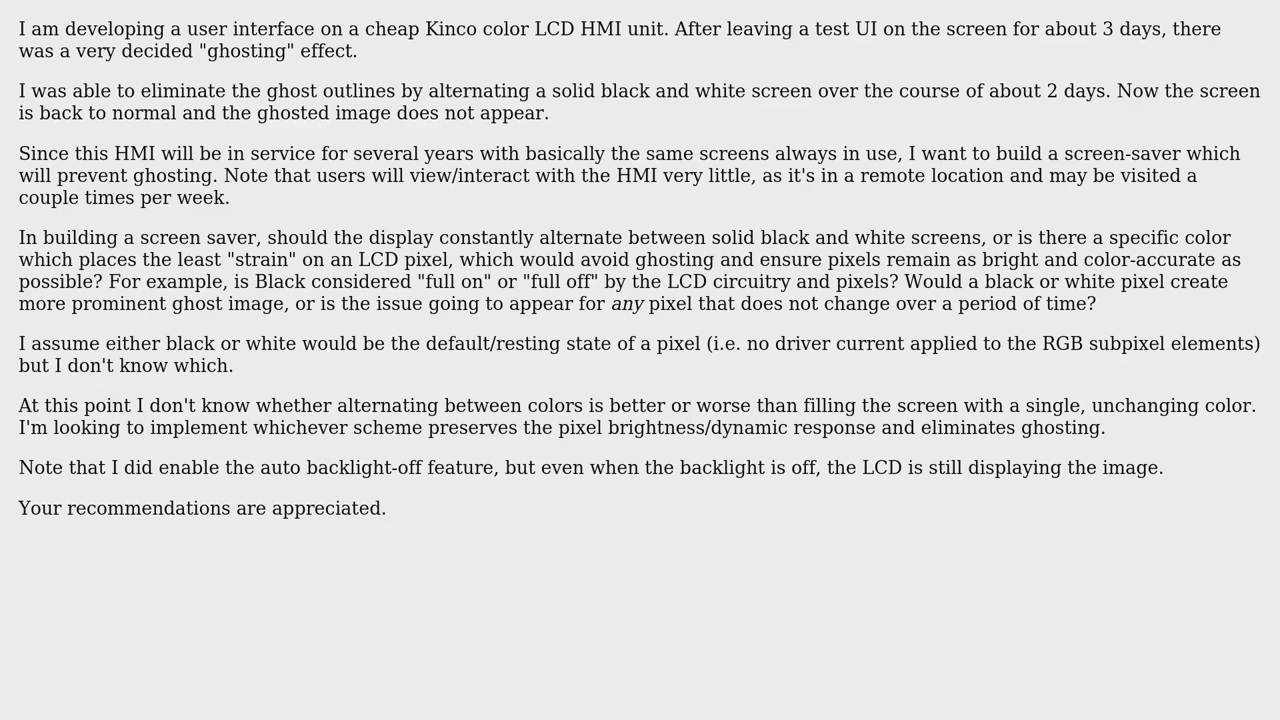 I am developing a user interface on a cheap Kinco color LCD HMI unit. After leaving a test UI on the screen for about 3 days, there
was a very decided "ghosting" effect.
I was able to eliminate the ghost outlines by alternating a solid black and white screen over the course of about 2 days. Now the screen
is back to normal and the ghosted image does not appear.
Since this HMI will be in service for several years with basically the same screens always in use, I want to build a screen-saver which
will prevent ghosting. Note that users will view/interact with the HMI very little, as it's in a remote location and may be visited a
couple times per week.
In building a screen saver, should the display constantly alternate between solid black and white screens, or is there a specific color
which places the least "strain" on an LCD pixel, which would avoid ghosting and ensure pixels remain as bright and color-accurate as
possible? For example, is Black considered "full on" or "full off" by the LCD circuitry and pixels? Would a black or white pixel create
more prominent ghost image, or is the issue going to appear for any pixel that does not change over a period of time?
I assume either black or white would be the default/resting state of a pixel (i.e. no driver current applied to the RGB subpixel elements)
but I don't know which.
At this point I don't know whether alternating between colors is better or worse than filling the screen with a single, unchanging color.
I'm looking to implement whichever scheme preserves the pixel brightness/dynamic response and eliminates ghosting.
Note that I did enable the auto backlight-off feature, but even when the backlight is off, the LCD is still displaying the image.
Your recommendations are appreciated.